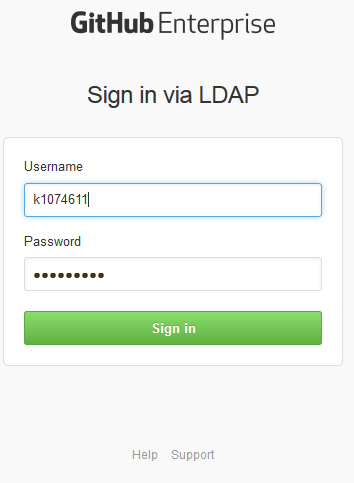 GitHub Enterprise
Sign in via LDAP
Username
k1074611
Password
●●●●●●●●●
Sign in
Help Support